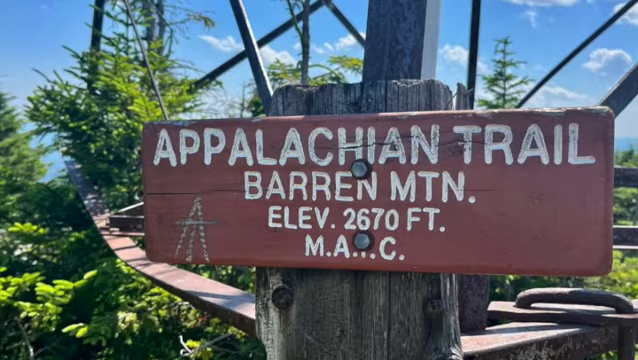 APPALACHIAN TRAIL
BARREN MTN.
ELEV. 2670 FT.
M.A. C.